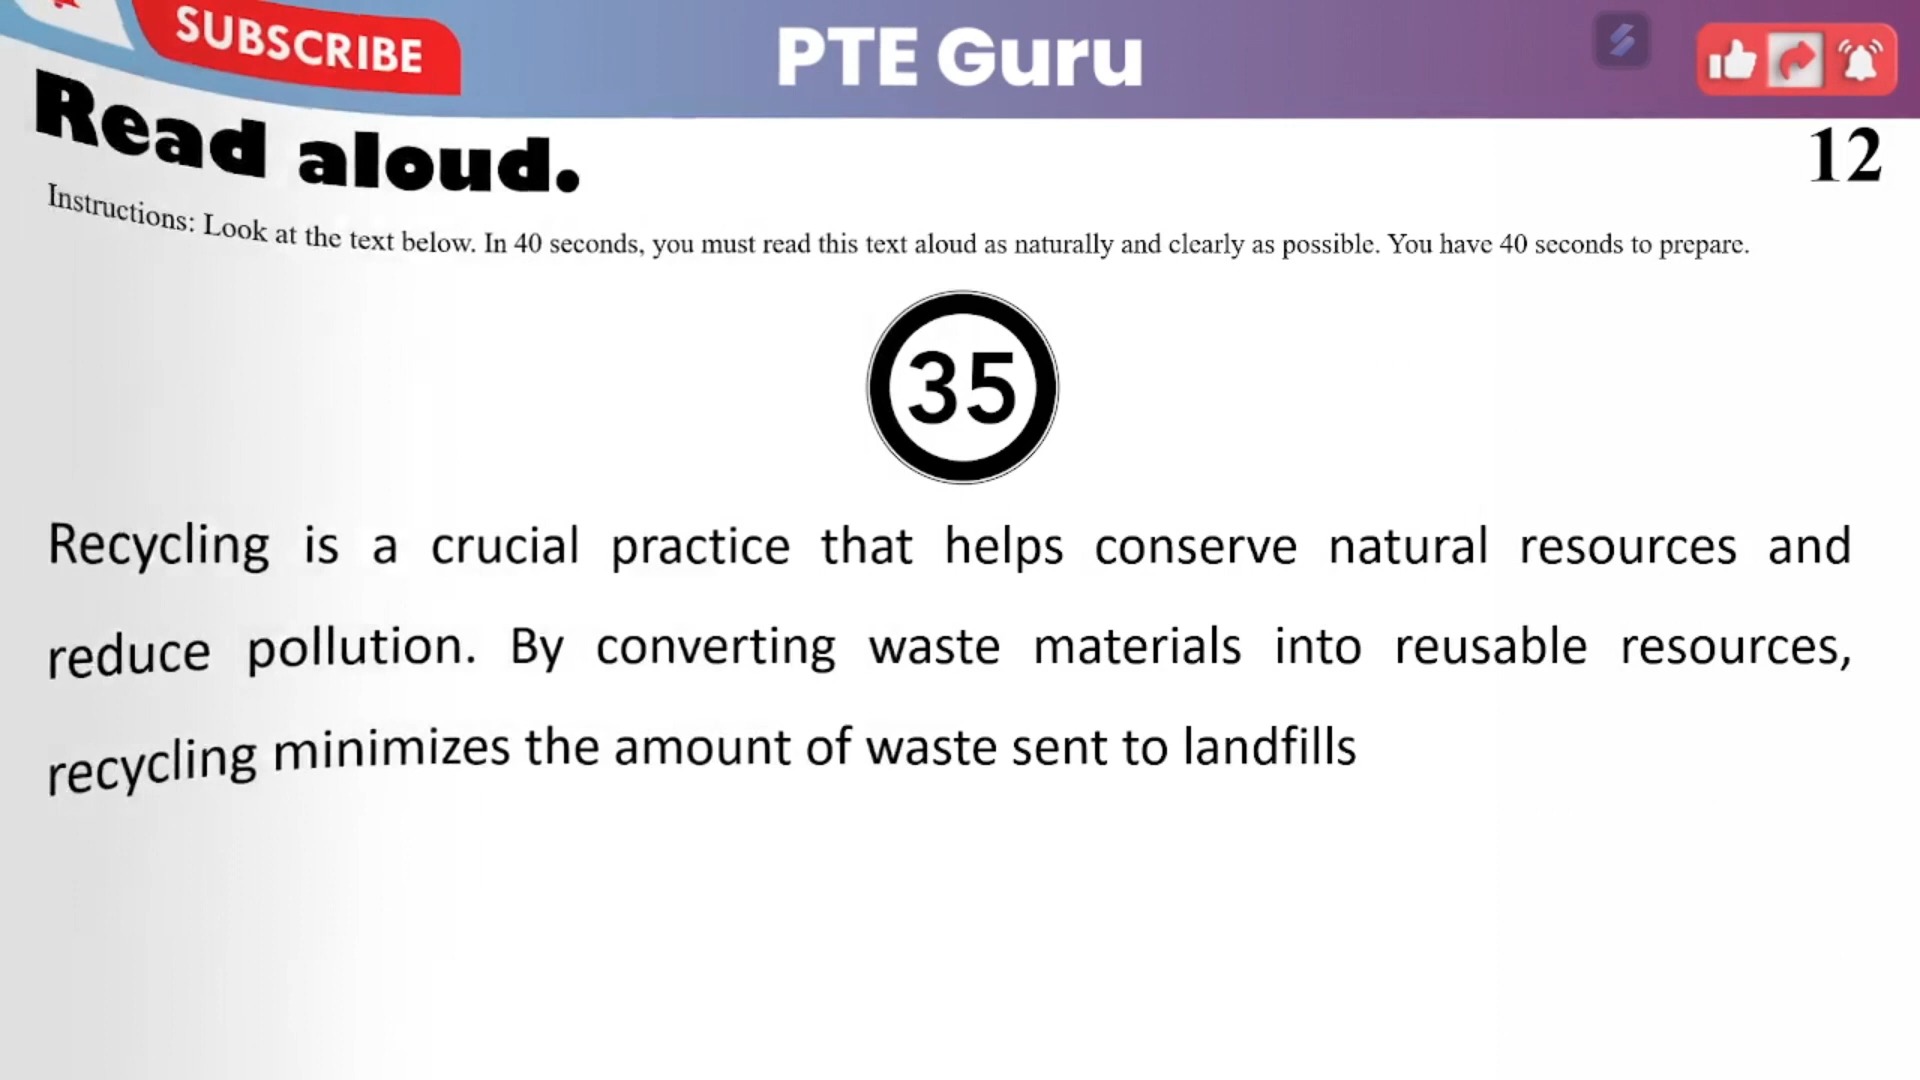 SUBSCRIBE
PTE Guru
Read aloud.
12
Instructions: Look at the text below. In 40 seconds, you must read this text aloud as naturally and clearly as possible. You have 40 seconds to prepare.
35
Recycling is a crucial practice that helps conserve natural resources and
reduce pollution. By converting waste materials into reusable resources,
recycling minimizes the amount of waste sent to landfills